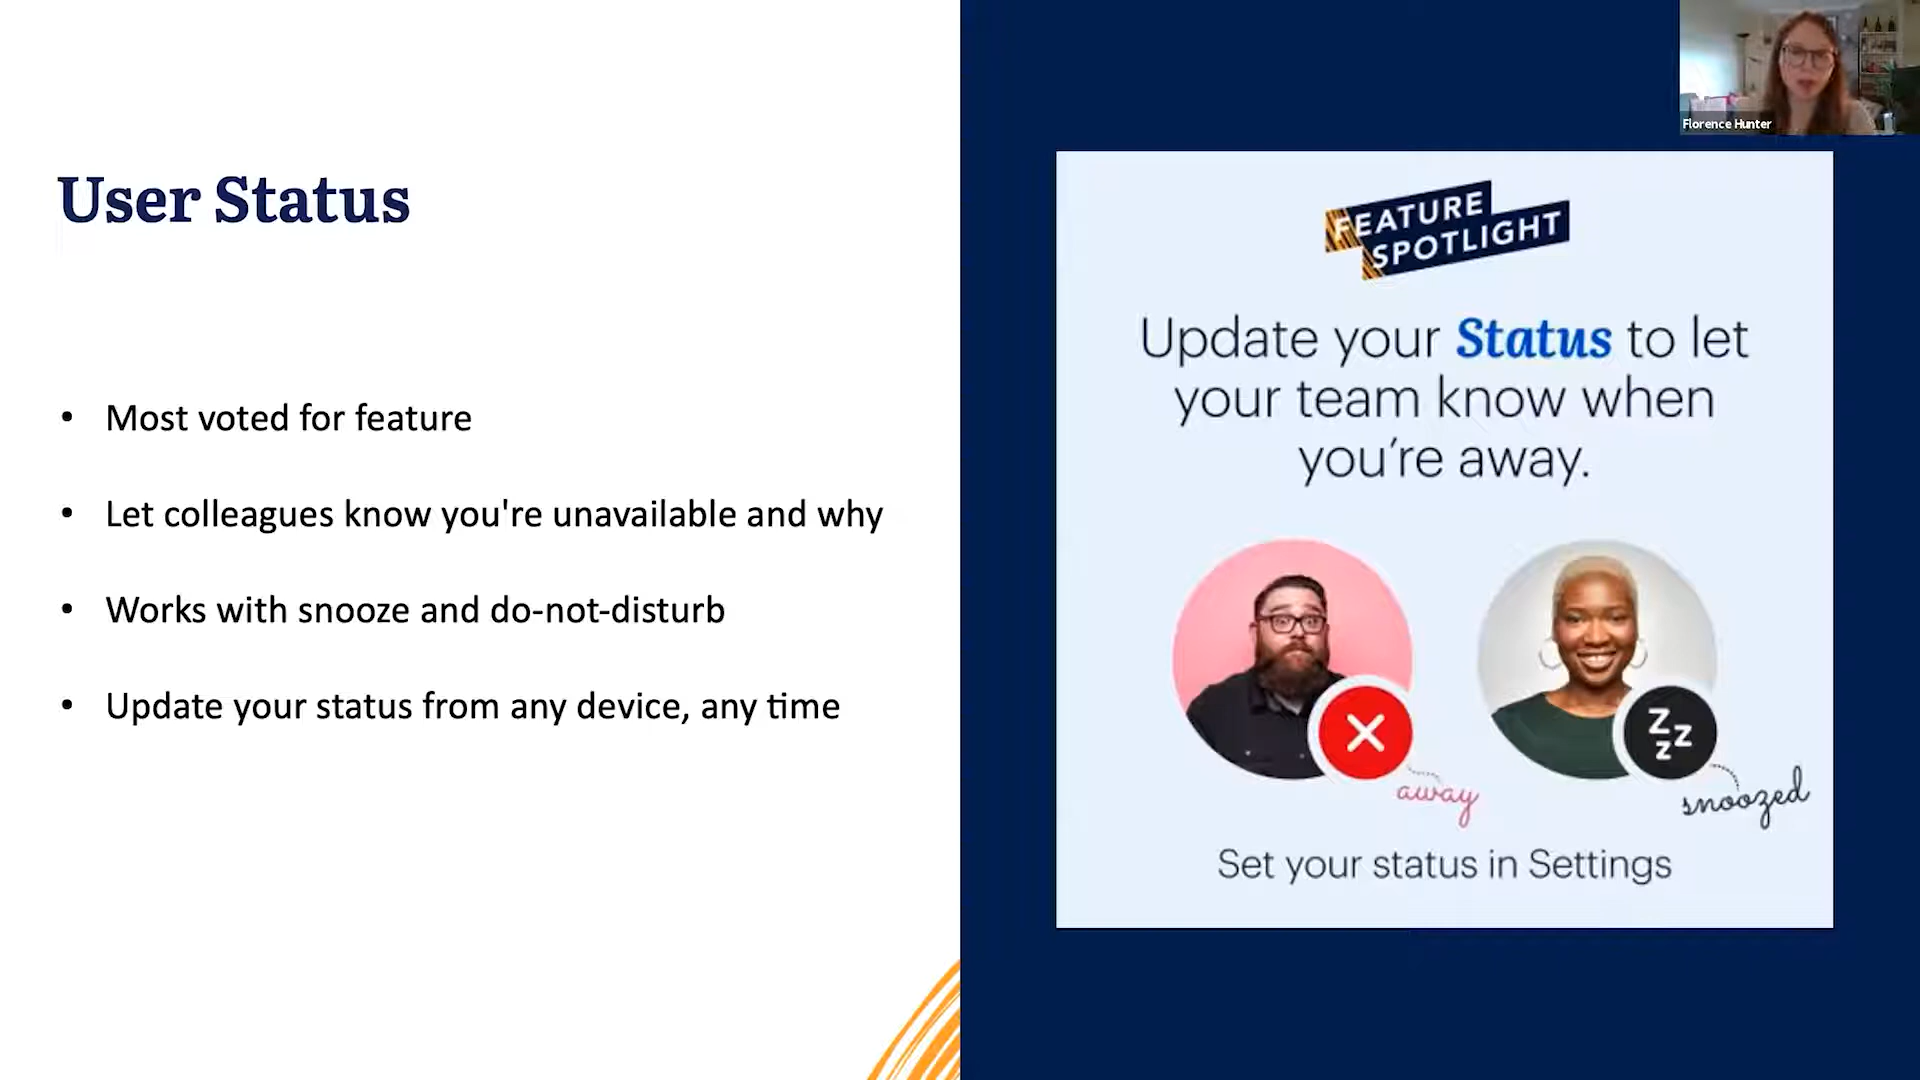 User Status
• Most voted for feature
• Let colleagues know you're unavailable and why
• Works with snooze and do-not-disturb
• Update your status from any device, any time
Florence Hunter
FEATURE
SPOTLIGHT
Update your Status to let
your team know when
you’re away.
X
Z
Z
z
away
snoozed
Set your status in Settings